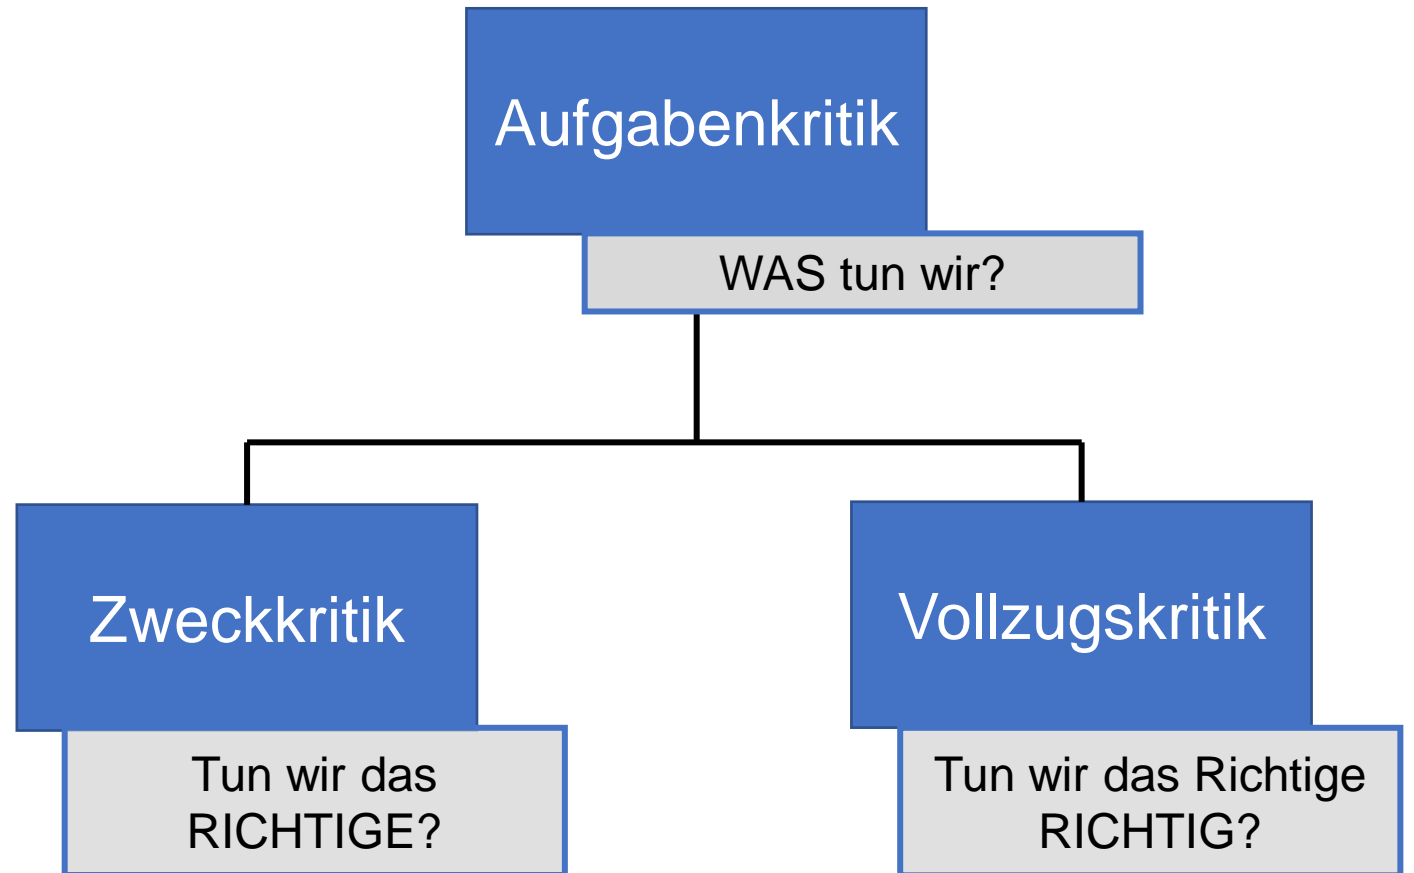 Aufgabenkritik
WAS tun wir?
Zweckkritik
Tun wir das
RICHTIGE?
Vollzugskritik
Tun wir das Richtige
RICHTIG?